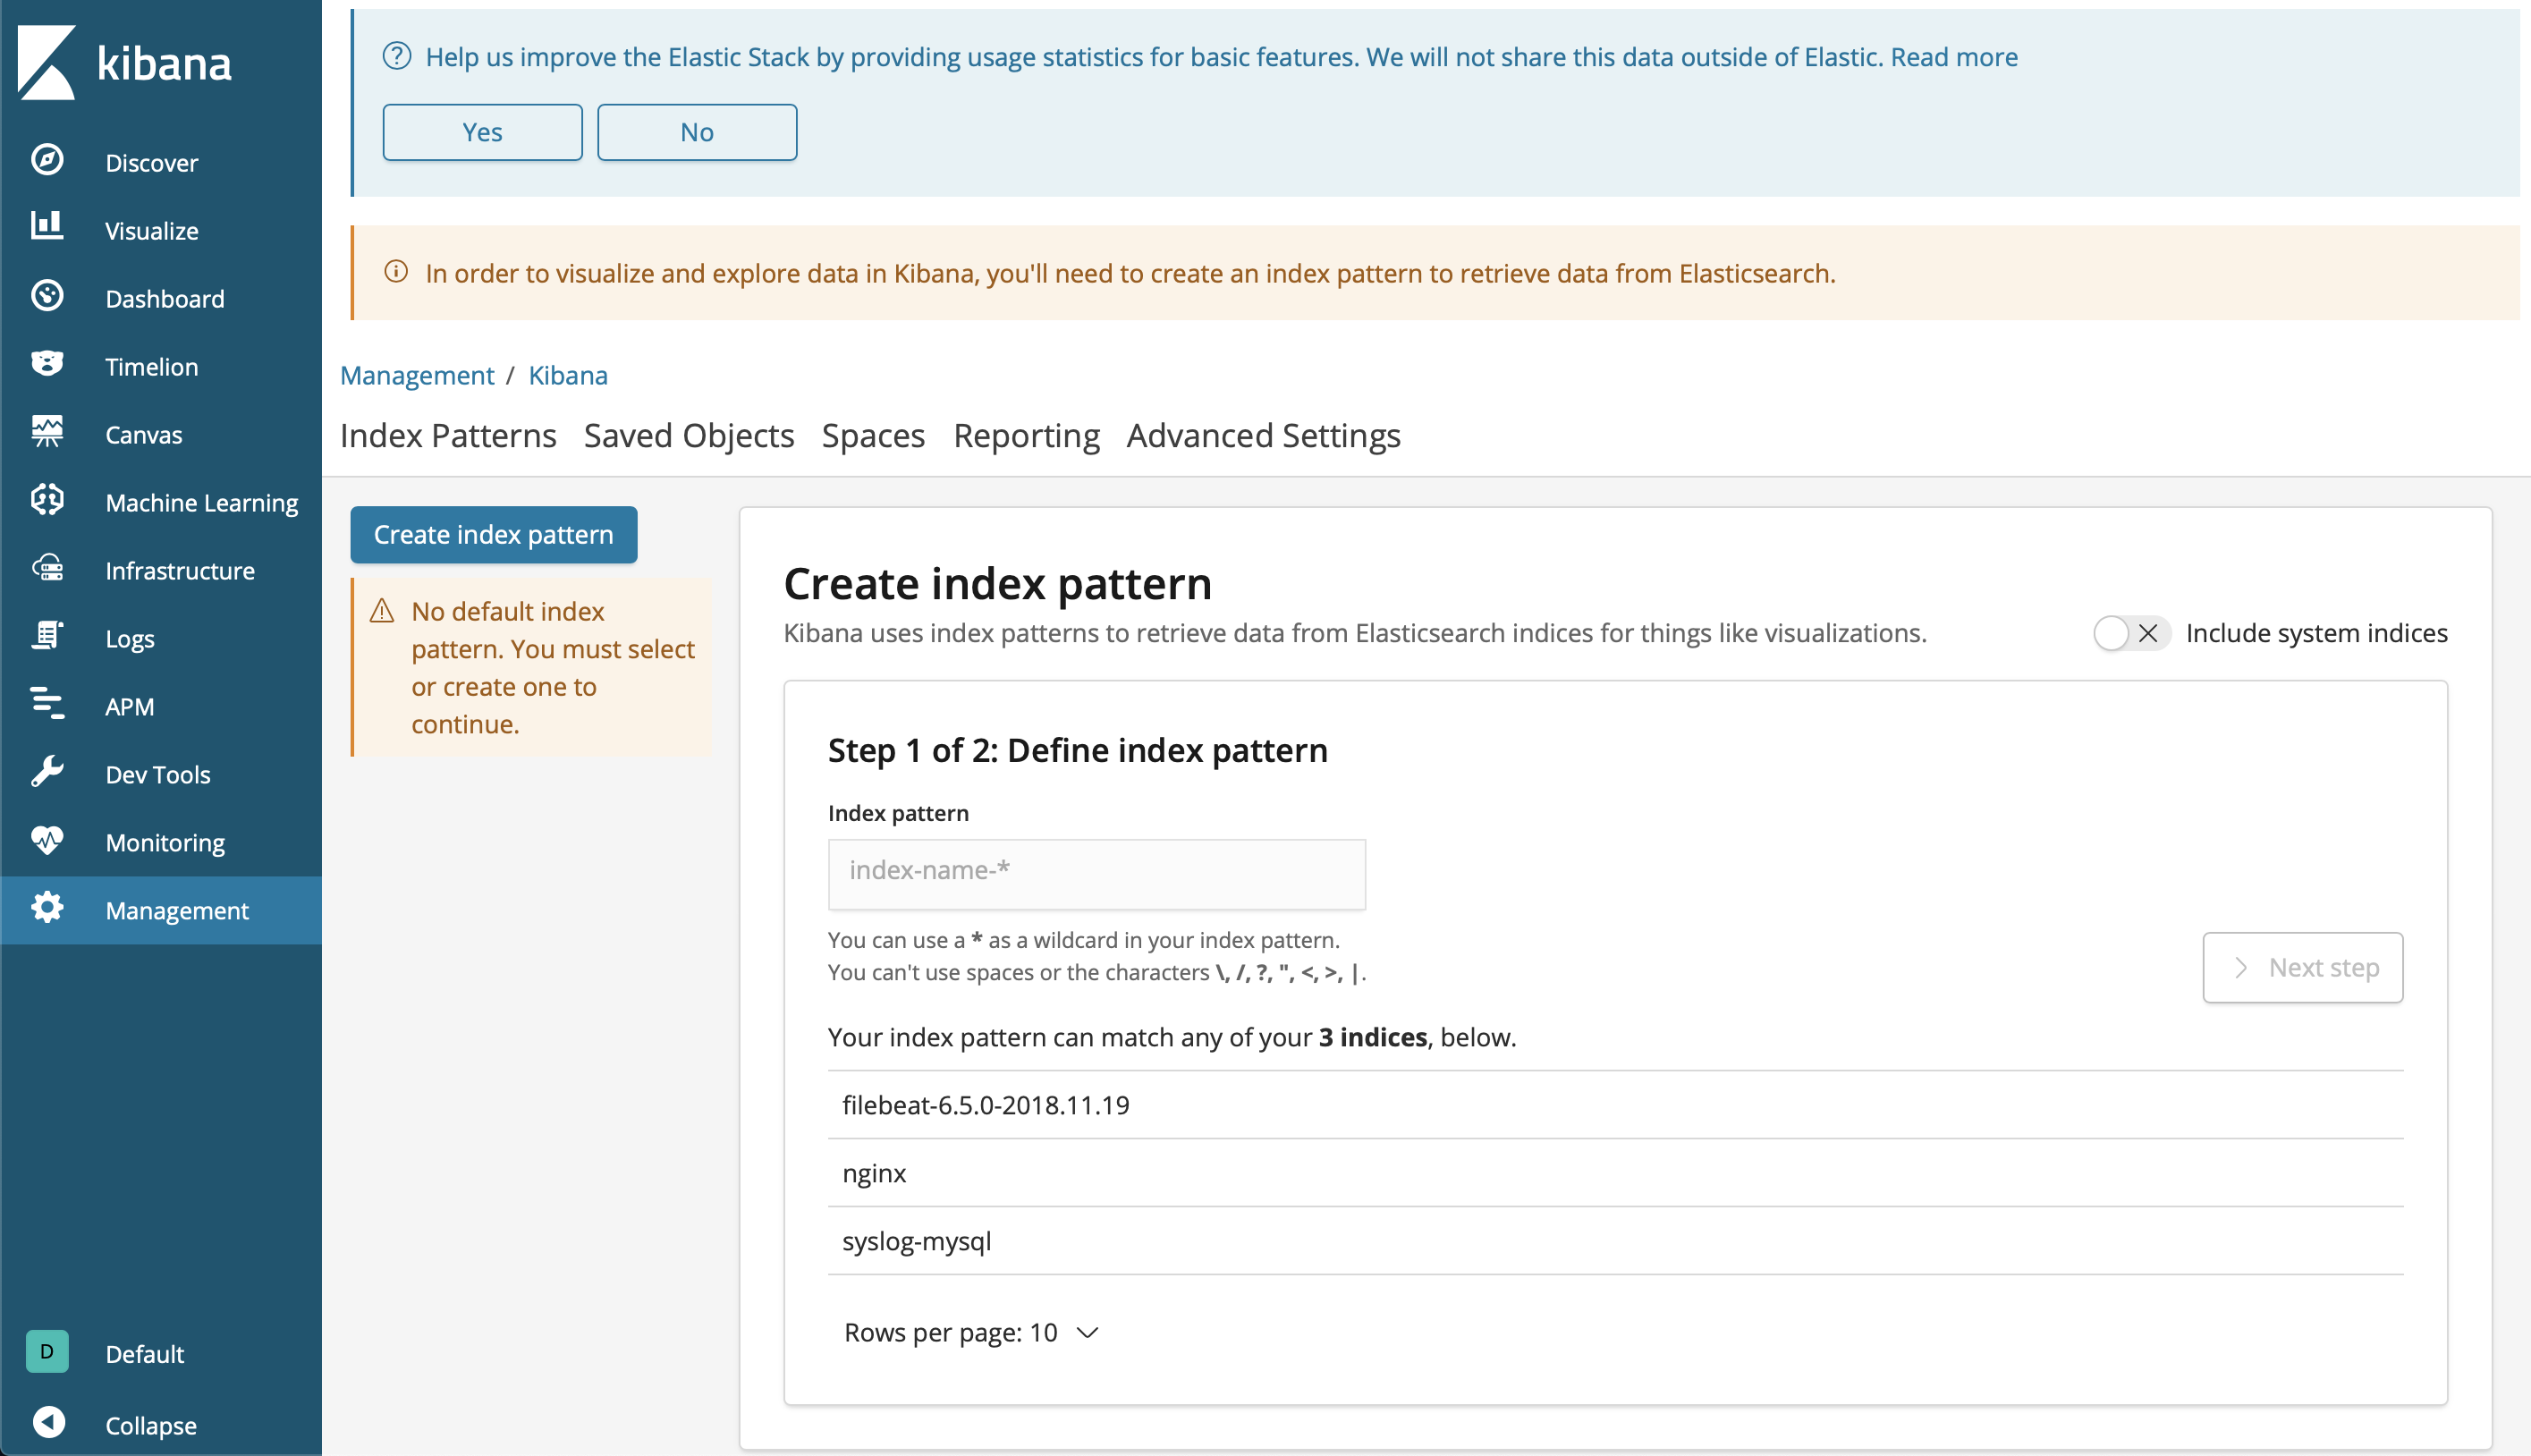 kibana
Discover
Visualize
Dashboard
Timelion
Canvas
Machine Learning
Infrastructure
Logs
APM
Dev Tools
Monitoring
Management
D Default
Collapse
Help us improve the Elastic Stack by providing usage statistics for basic features. We will not share this data outside of Elastic. Read more
Yes No
In order to visualize and explore data in Kibana, you'll need to create an index pattern to retrieve data from Elasticsearch.
Management / Kibana
Index Patterns Saved Objects Spaces Reporting Advanced Settings
Create index pattern
No default index
pattern. You must select
or create one to
continue.
Create index pattern
Kibana uses index patterns to retrieve data from Elasticsearch indices for things like visualizations.
Include system indices
Step 1 of 2: Define index pattern
Index pattern
index-name-*
You can use a * as a wildcard in your index pattern.
You can't use spaces or the characters \, /, ?, ", <, >, |.
Next step
Your index pattern can match any of your 3 indices, below.
filebeat-6.5.0-2018.11.19
nginx
syslog-mysql
Rows per page: 10